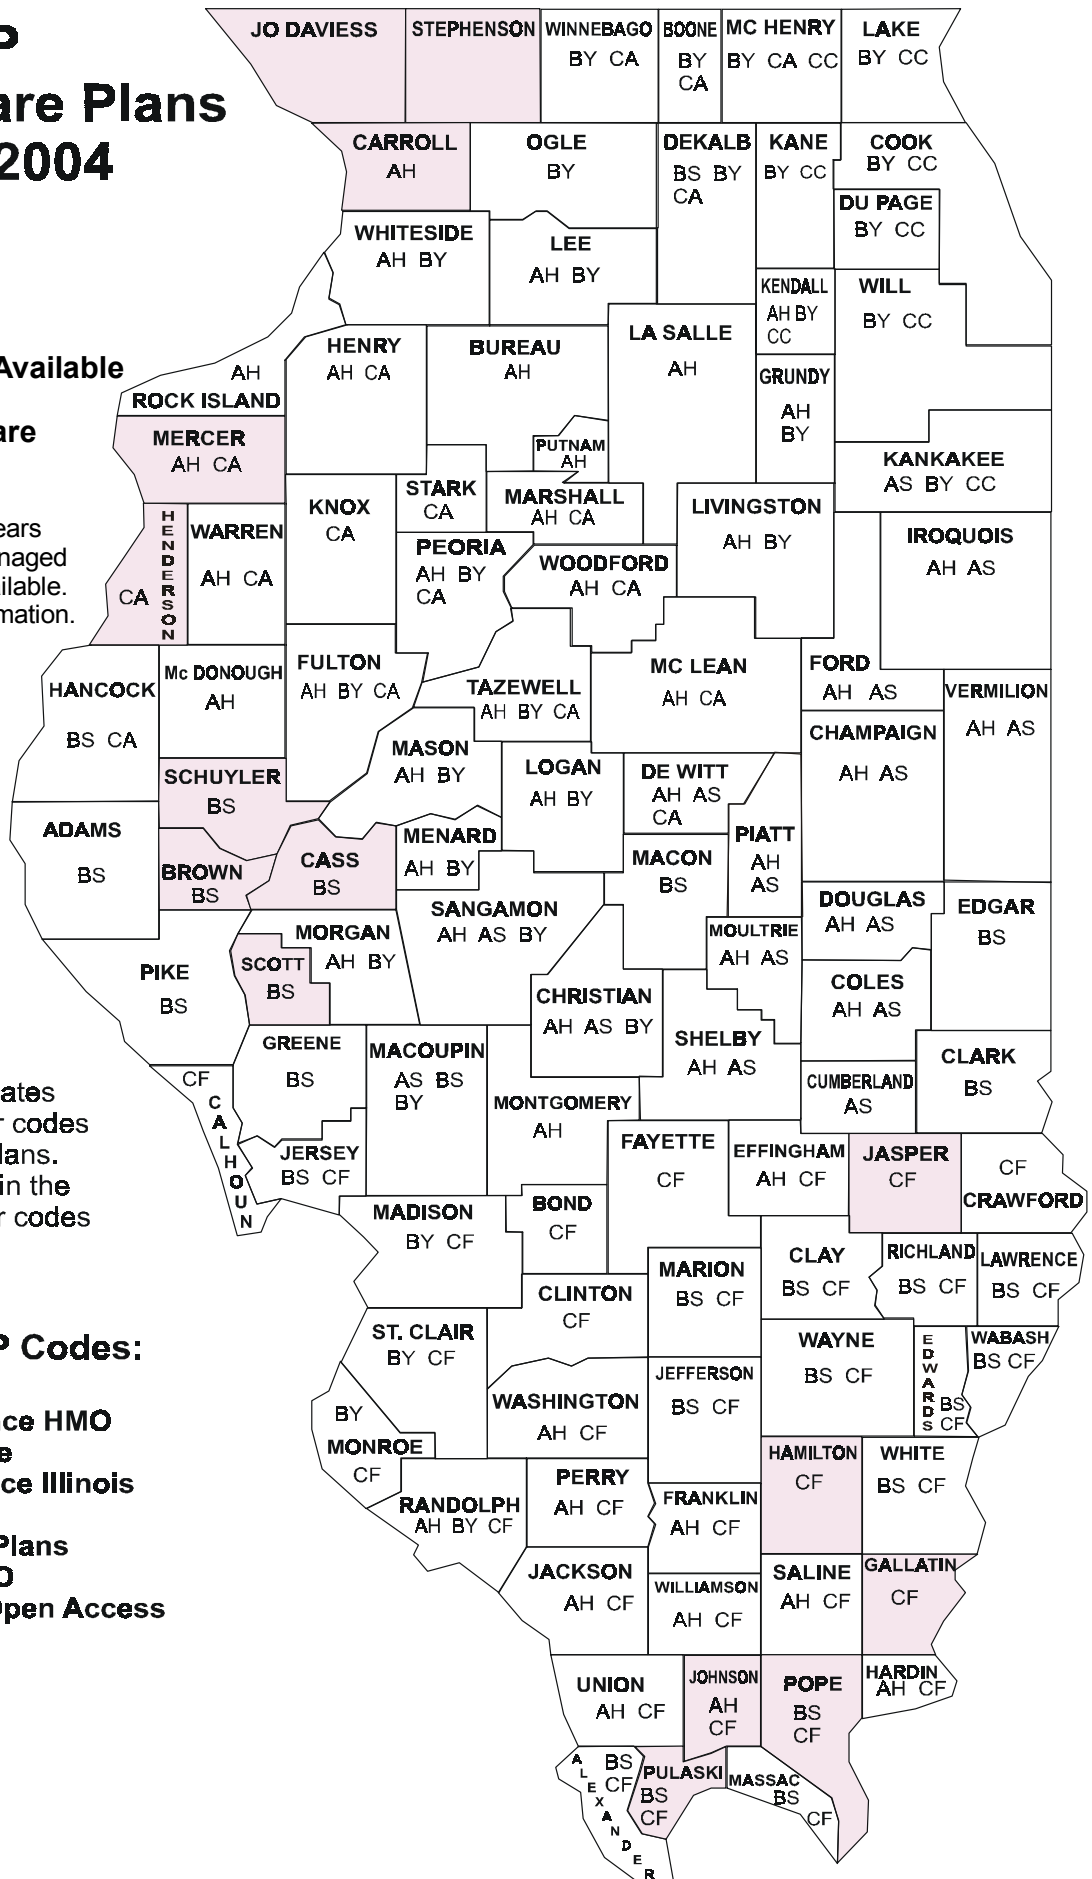 P
are Plans
2004
Available
are
ears
naged
ilable.
mation.
ates
r codes
lans.
in the
r codes
P Codes:
ce HMO
e
ce Illinois
Plans
O
Open Access
JO DAVIESS
STEPHENSON
WINNEBAGO
BY CA
BOONE
BY
CA
MC HENRY
BY CA CC
LAKE
BY CC
CARROLL
AH
OGLE
BY
DEKALB
BS BY
CA
KANE
BY CC
COOK
BY CC
DU PAGE
BY CC
WHITESIDE
AH BY
LEE
AH BY
KENDALL
AH BY
CC
WILL
BY CC
AH
ROCK ISLAND
HENRY
AH CA
BUREAU
AH
LA SALLE
AH
GRUNDY
AH
BY
MERCER
AH CA
PUTNAM
AH
KANKAKEE
AS BY CC
HENDERSON
CA
WARREN
AH CA
KNOX
CA
STARK
CA
MARSHALL
AH CA
LIVINGSTON
AH BY
IROQUOIS
AH AS
PEORIA
AH BY
CA
WOODFORD
AH CA
HANCOCK
BS CA
Mc DONOUGH
AH
FULTON
AH BY CA
TAZEWELL
AH BY CA
MC LEAN
AH CA
FORD
AH AS
VERMILION
AH AS
SCHUYLER
BS
MASON
AH BY
LOGAN
AH BY
DE WITT
AH AS
CA
CHAMPAIGN
AH AS
ADAMS
BS
BROWN
BS
CASS
BS
MENARD
AH BY
MACON
BS
PIATT
AH
AS
SANGAMON
AH AS BY
DOUGLAS
AH AS
EDGAR
BS
PIKE
BS
SCOTT
BS
MORGAN
AH BY
CHRISTIAN
AH AS BY
MOULTRIE
AH AS
COLES
AH AS
GREENE
BS
MACOUPIN
AS BS
BY
SHELBY
AH AS
CLARK
BS
CF
CALHOUN
MONTGOMERY
AH
CUMBERLAND
AS
JERSEY
BS CF
FAYETTE
CF
EFFINGHAM
AH CF
JASPER
CF
CF
CRAWFORD
MADISON
BY CF
BOND
CF
CLAY
BS CF
RICHLAND
BS CF
LAWRENCE
BS CF
CLINTON
CF
MARION
BS CF
ST. CLAIR
BY CF
WAYNE
BS CF
EDWARDS
BS
CF
WABASH
BS CF
WASHINGTON
AH CF
JEFFERSON
BS CF
BY
MONROE
CF
HAMILTON
CF
WHITE
BS CF
RANDOLPH
AH BY CF
PERRY
AH CF
FRANKLIN
AH CF
JACKSON
AH CF
WILLIAMSON
AH CF
SALINE
AH CF
GALLATIN
CF
UNION
AH CF
JOHNSON
AH
CF
POPE
BS
CF
HARDIN
AH CF
ALEXANDER
BS
CF
PULASKI
BS
CF
MASSAC
BS
CF